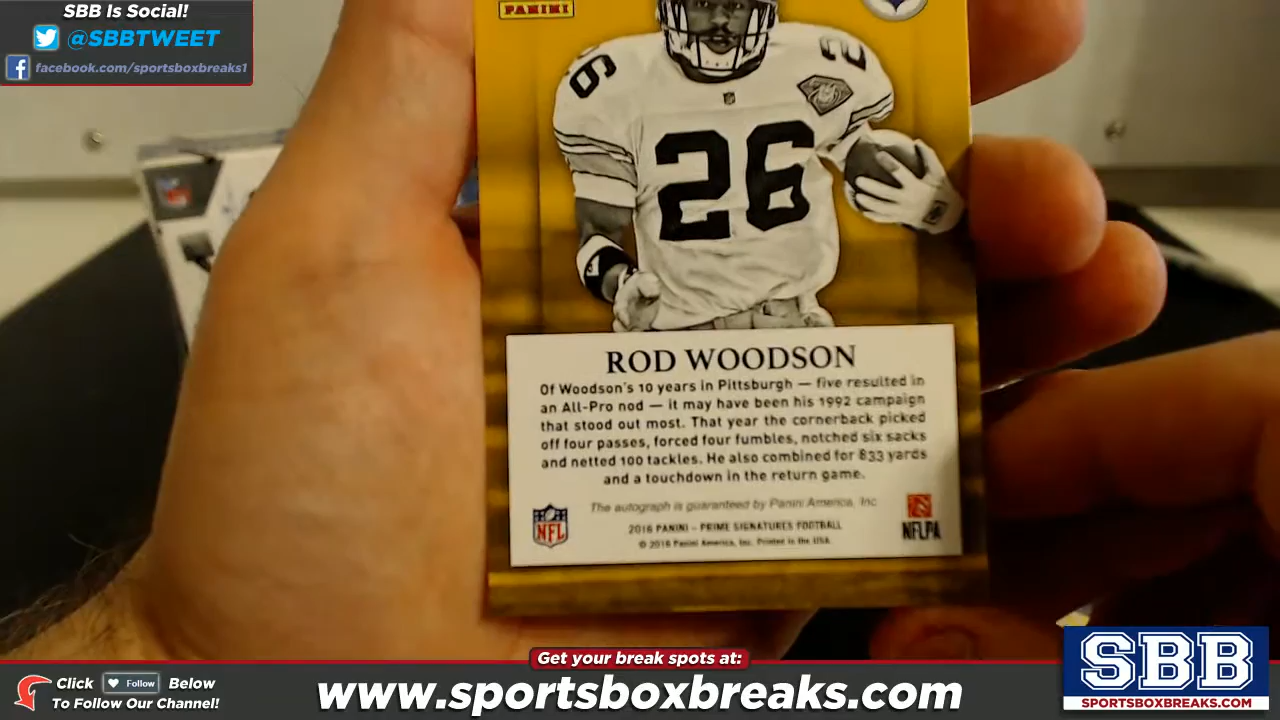 SBB Is Social!
@SBBTWEET
facebook.com/sportsboxbreaks1
PANINI
26
26
NFL
ROD WOODSON
Of Woodson's 10 years in Pittsburgh — five resulted in
an All-Pro nod — it may have been his 1992 campaign
that stood out most. That year the cornerback picked
off four passes, forced four fumbles, notched six sacks
and netted 100 tackles. He also combined for 833 yards
and a touchdown in the return game.
The autograph is guaranteed by Panini America, Inc
2016 PANINI – PRIME SIGNATURES FOOTBALL
© 2016 Panini America, Inc. Printed in the USA.
NFL
NFLPA
Get your break spots at:
Click Follow Below
To Follow Our Channel!
www.sportsboxbreaks.com
SBB
SPORTSBOXBREAKS.COM